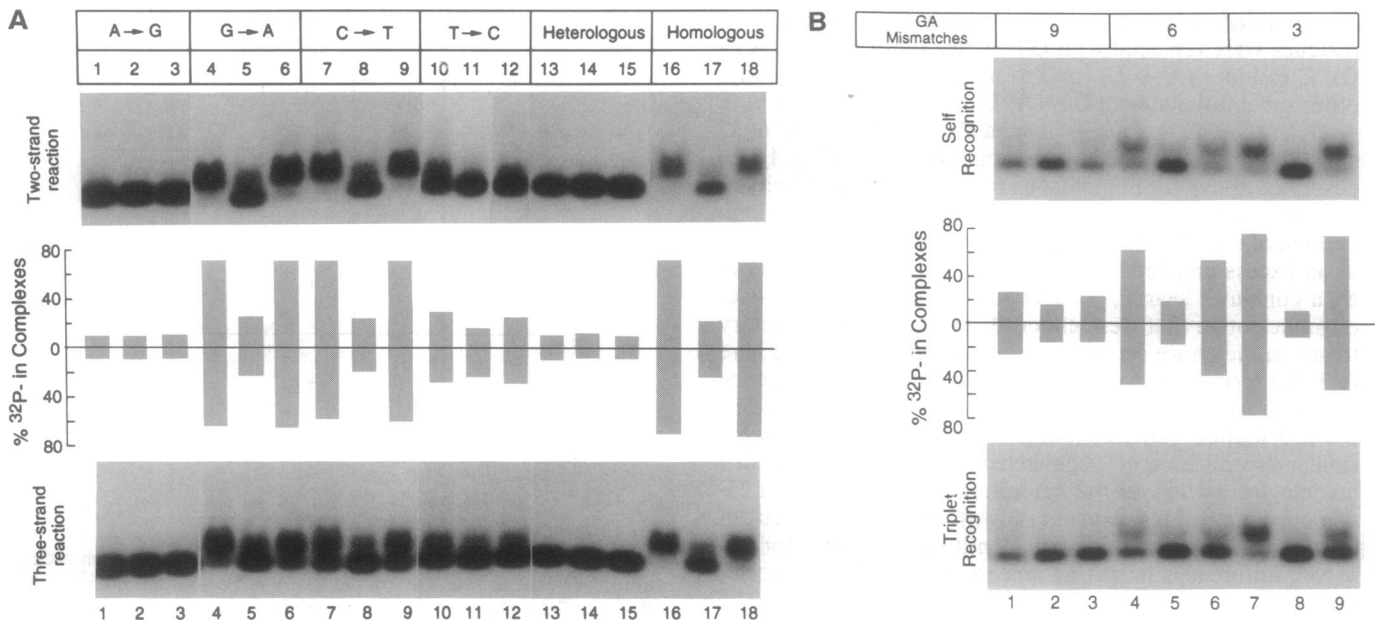 A
A → G G → A C → T T → C Heterologous Homologous
1 2 3 4 5 6 7 8 9 10 11 12 13 14 15 16 17 18
Two-strand
reaction
% 32P- in Complexes
80
40
0
40
80
Three-strand
reaction
1 2 3 4 5 6 7 8 9 10 11 12 13 14 15 16 17 18
B
GA
Mismatches
9 6 3
Self
Recognition
% 32P- in Complexes
80
40
0
40
80
Triplet
Recognition
1 2 3 4 5 6 7 8 9